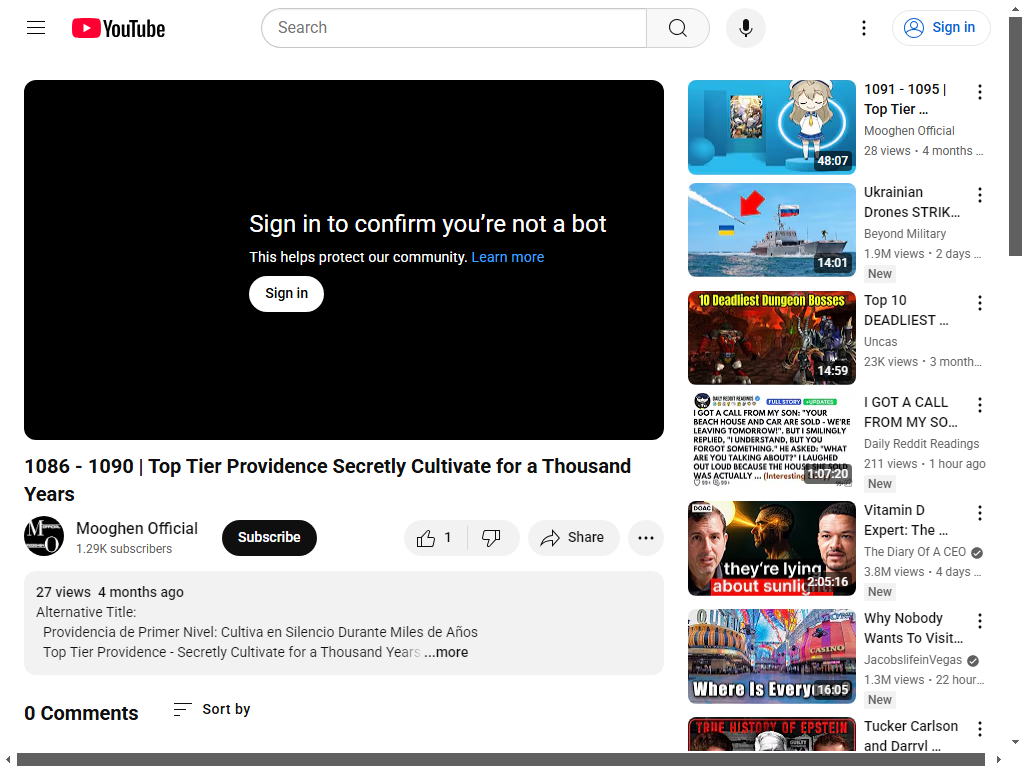 YouTube
Search
Sign in
Sign in to confirm you’re not a bot
This helps protect our community. Learn more
Sign in
1086 - 1090 | Top Tier Providence Secretly Cultivate for a Thousand
Years
Mooghen Official
1.29K subscribers
Subscribe
1
Share
27 views 4 months ago
Alternative Title:
Providencia de Primer Nivel: Cultiva en Silencio Durante Miles de Años
Top Tier Providence - Secretly Cultivate for a Thousand Years ...more
0 Comments
Sort by
48:07
1091 - 1095 |
Top Tier ...
Mooghen Official
28 views • 4 months ...
14:01
Ukrainian
Drones STRIK...
Beyond Military
1.9M views • 2 days ...
New
10 Deadliest Dungeon Bosses
14:59
Top 10
DEADLIEST ...
Uncas
23K views • 3 month...
DAILY REDDIT READINGS
FULL STORY +UPDATES
I GOT A CALL FROM MY SON: "YOUR
BEACH HOUSE AND CAR ARE SOLD - WE'RE
LEAVING TOMORROW!". BUT I SMILINGLY
REPLIED, "I UNDERSTAND, BUT YOU
FORGOT SOMETHING." HE ASKED: "WHAT
ARE YOU TALKING ABOUT?" I LAUGHED
OUT LOUD BECAUSE THE HOUSE SHE SOLD
WAS ACTUALLY ... (Interesting
1:07:20
I GOT A CALL
FROM MY SO...
Daily Reddit Readings
211 views • 1 hour ago
New
DOAC
they're lying
about sunlig
2:05:16
Vitamin D
Expert: The ...
The Diary Of A CEO
3.8M views • 4 days ...
New
CASINO
Where Is Every
16:05
Why Nobody
Wants To Visit...
JacobslifeinVegas
1.3M views • 22 hour...
New
TRUE HISTORY OF EPSTEIN
Tucker Carlson
and Darryl ...